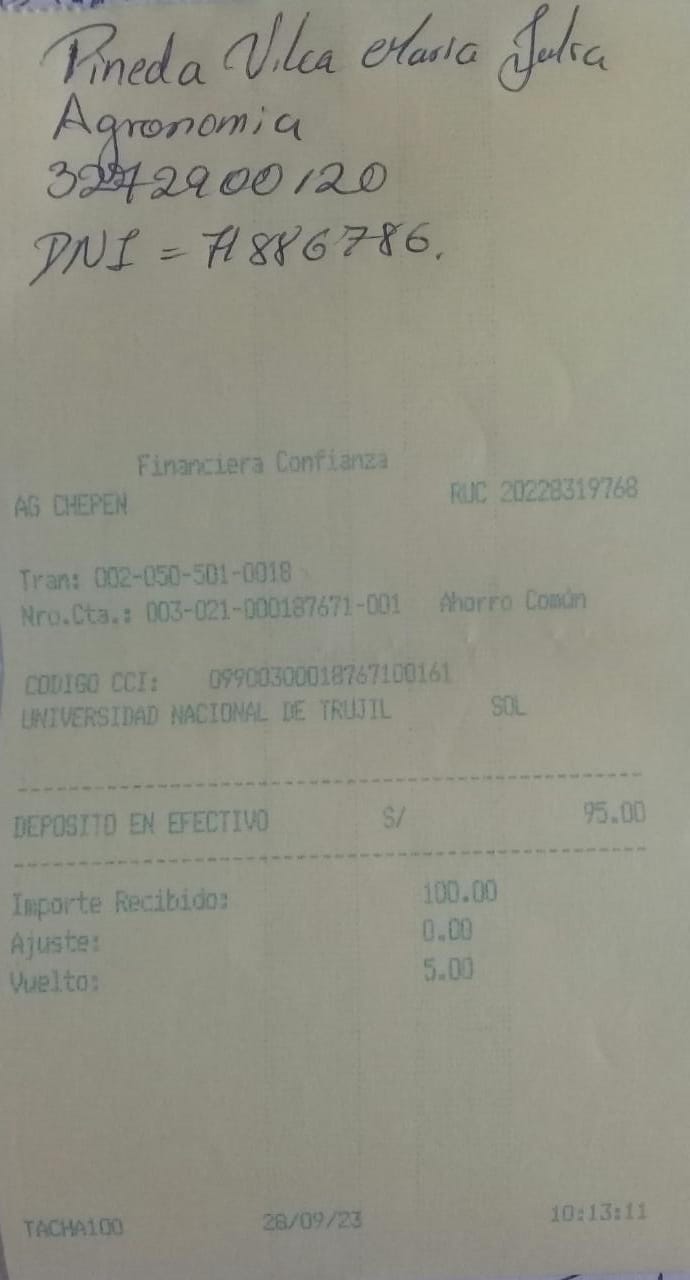 Pineda Vilca Maria Julia
Agronomia
3272900120
DNI = 71886786.
Financiera Confianza
AG CHEPEN RUC 20228319768
Tran: 002-050-501-0018
Nro.Cta.: 003-021-000187671-001 Ahorro Común
CODIGO CCI: 09900300018767100161
UNIVERSIDAD NACIONAL DE TRUJIL SOL
DEPOSITO EN EFECTIVO S/ 95.00
Importe Recibido: 100.00
Ajuste: 0.00
Vuelto: 5.00
TACHA100 28/09/23 10:13:11